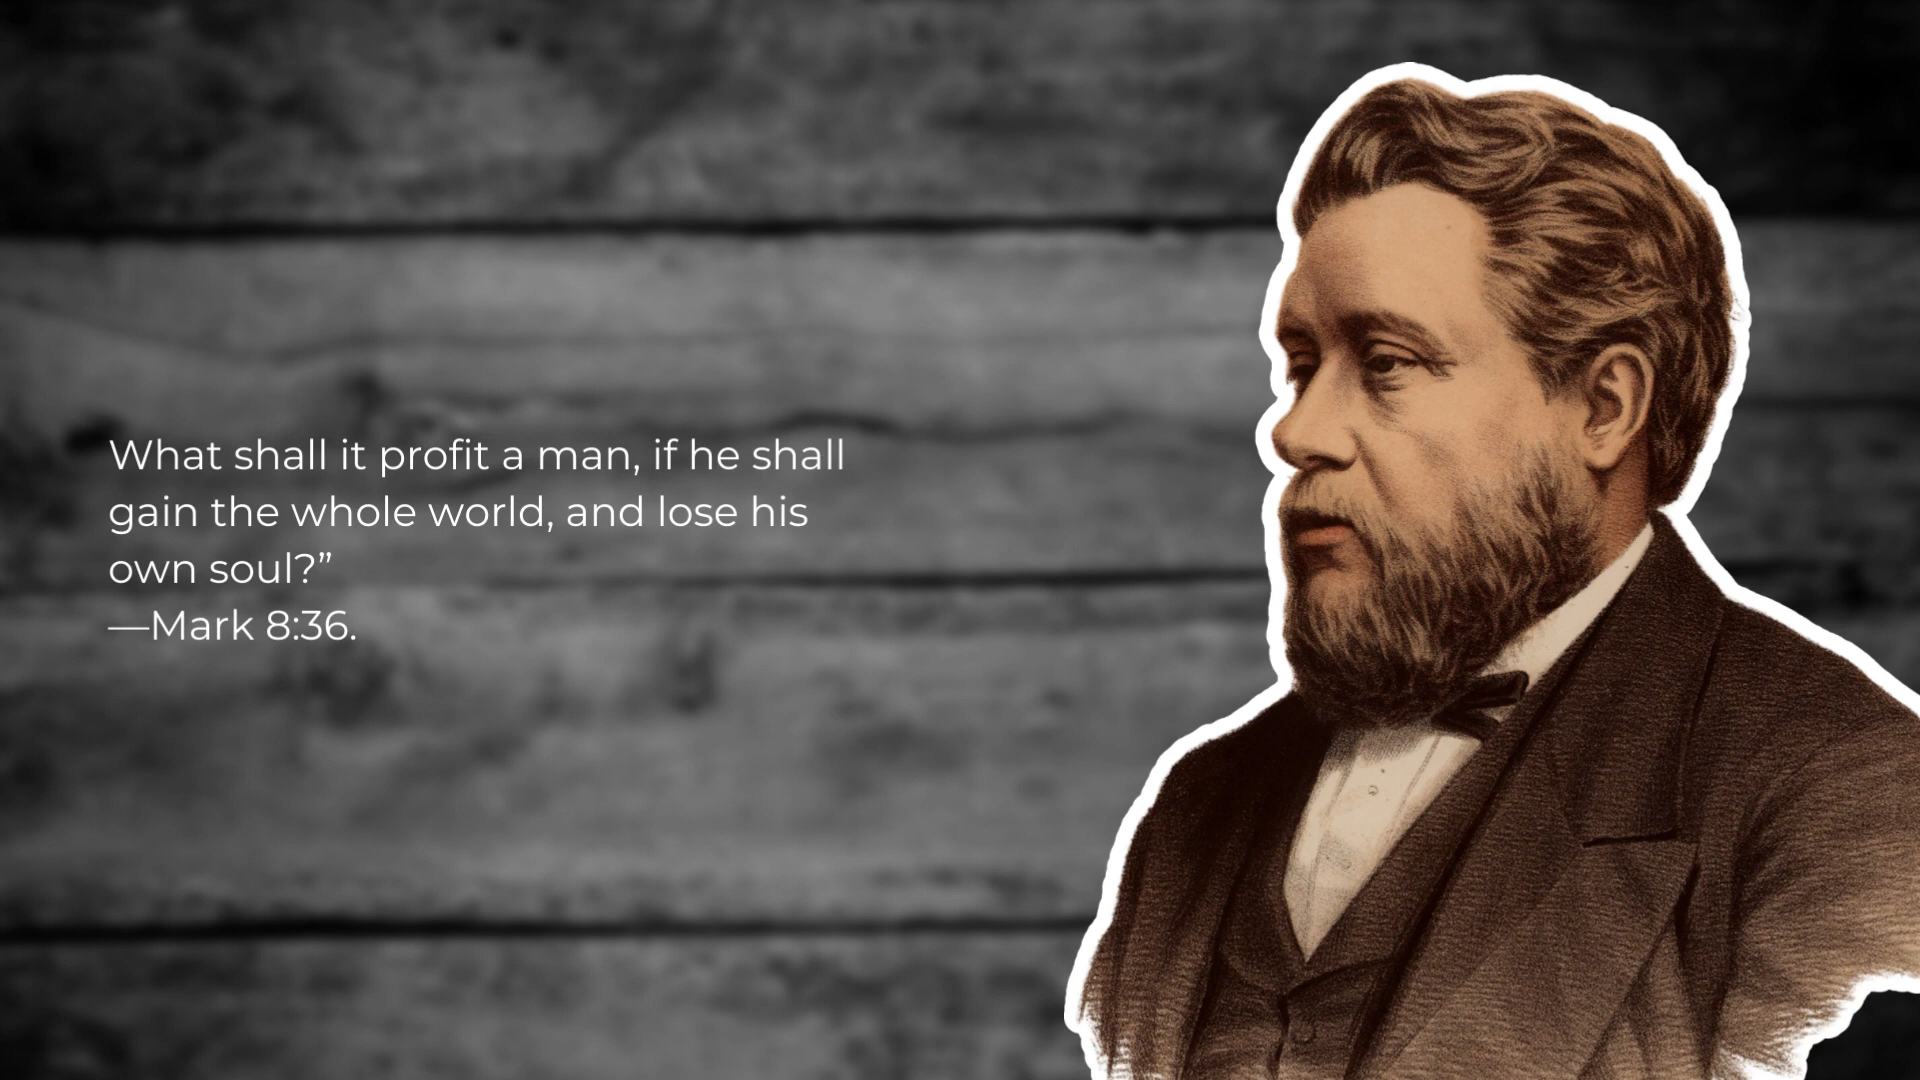 What shall it profit a man, if he shall
gain the whole world, and lose his
own soul?”
—Mark 8:36.